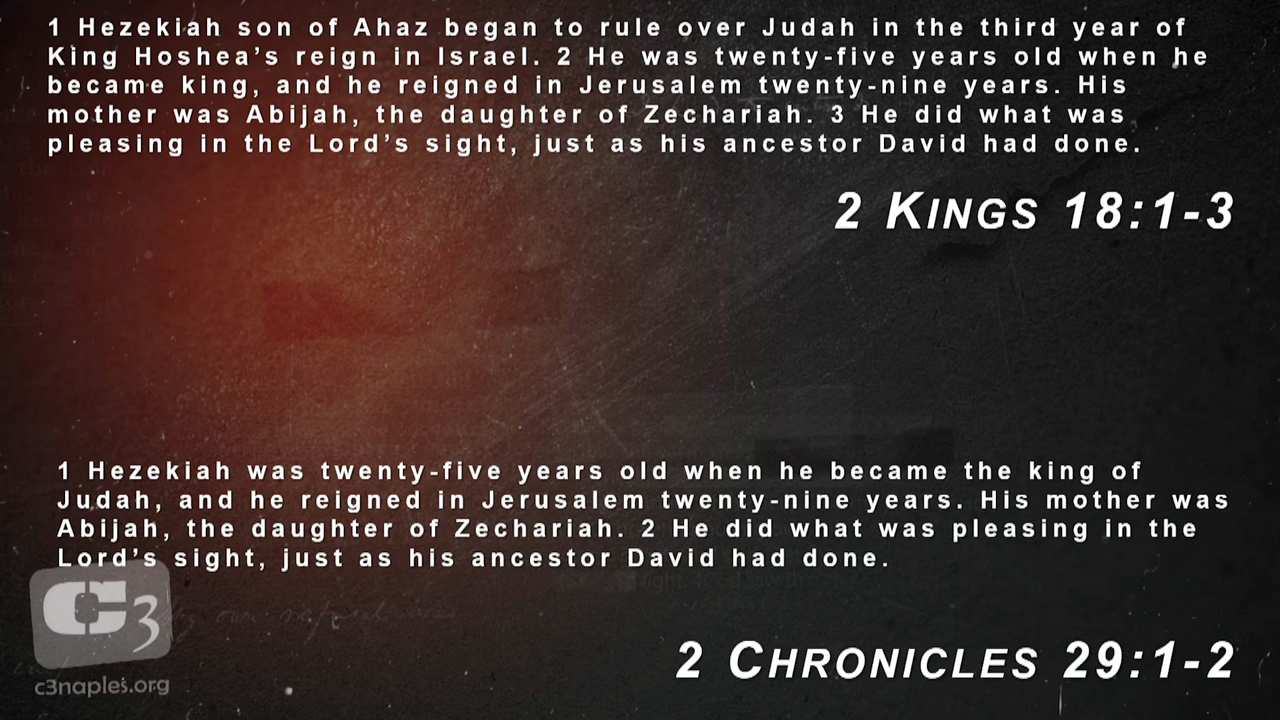 1 Hezekiah son of Ahaz began to rule over Judah in the third year of
King Hoshea’s reign in Israel. 2 He was twenty-five years old when he
became king, and he reigned in Jerusalem twenty-nine years. His
mother was Abijah, the daughter of Zechariah. 3 He did what was
pleasing in the Lord’s sight, just as his ancestor David had done.
2 KINGS 18:1-3
1 Hezekiah was twenty-five years old when he became the king of
Judah, and he reigned in Jerusalem twenty-nine years. His mother was
Abijah, the daughter of Zechariah. 2 He did what was pleasing in the
Lord’s sight, just as his ancestor David had done.
C3
c3naples.org
2 CHRONICLES 29:1-2